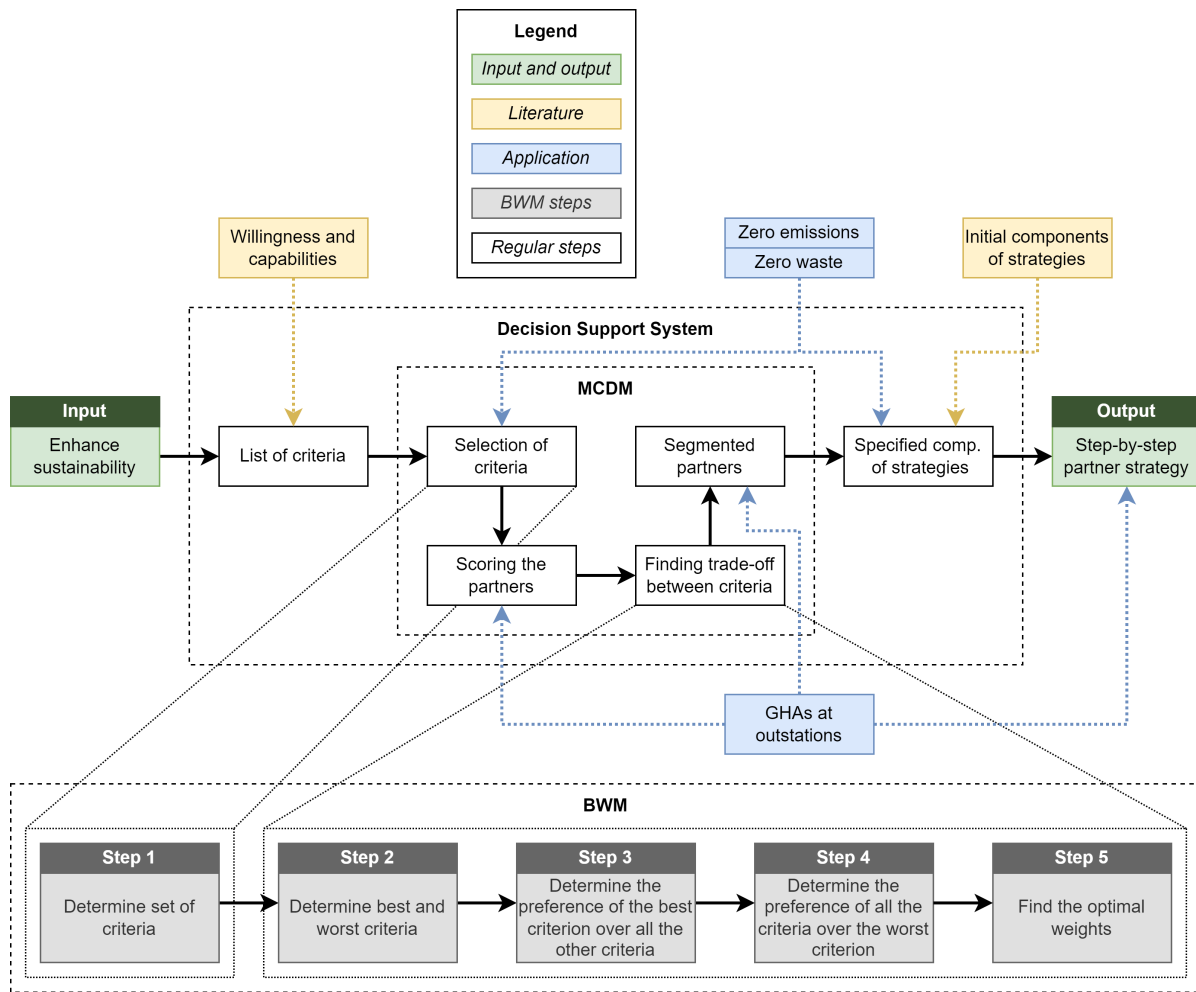 Legend
Input and output
Literature
Application
BWM steps
Regular steps
Willingness and
capabilities
Zero emissions
Zero waste
Initial components
of strategies
Decision Support System
MCDM
Input
Enhance
sustainability
List of criteria
Selection of
criteria
Segmented
partners
Specified comp.
of strategies
Output
Step-by-step
partner strategy
Scoring the
partners
Finding trade-off
between criteria
GHAs at
outstations
BWM
Step 1
Determine set of
criteria
Step 2
Determine best and
worst criteria
Step 3
Determine the
preference of the best
criterion over all the
other criteria
Step 4
Determine the
preference of all the
criteria over the worst
criterion
Step 5
Find the optimal
weights